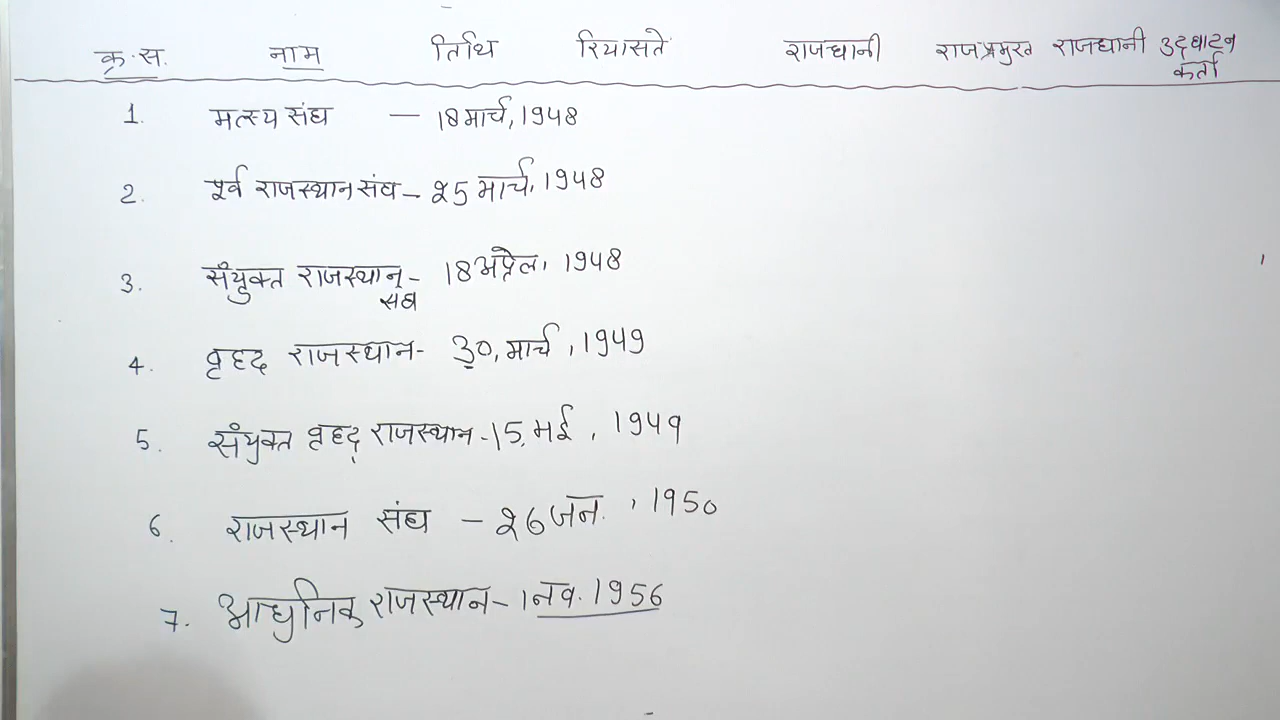 क्र.स. नाम तिथि रियासते राजधानी राजप्रमुख राजधानी उदघाटन
कर्ता
1. मत्स्य संघ — 18 मार्च, 1948
2. पूर्व राजस्थान संघ - 25 मार्च, 1948
3. संयुक्त राजस्थान - 18 अप्रेल, 1948
संघ
4. वृहद राजस्थान - 30, मार्च, 1949
5. संयुक्त वृहद् राजस्थान - 15, मई, 1949
6. राजस्थान संघ - 26 जन., 1950
7. आधुनिक राजस्थान - 1 नव. 1956